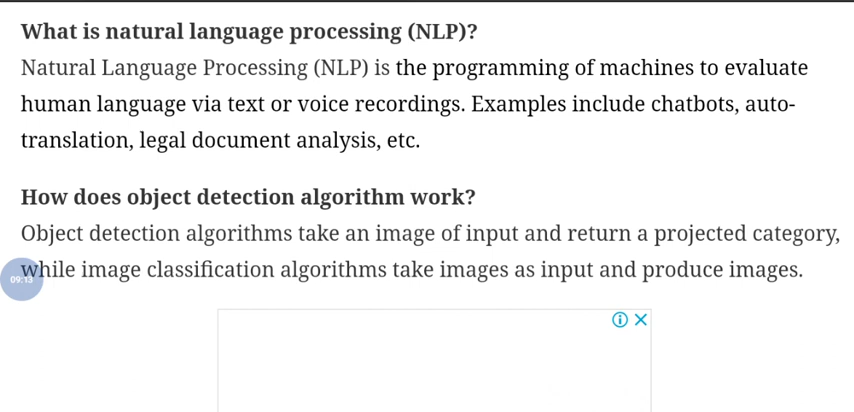 What is natural language processing (NLP)?
Natural Language Processing (NLP) is the programming of machines to evaluate
human language via text or voice recordings. Examples include chatbots, auto-
translation, legal document analysis, etc.
How does object detection algorithm work?
Object detection algorithms take an image of input and return a projected category,
while image classification algorithms take images as input and produce images.
09:13